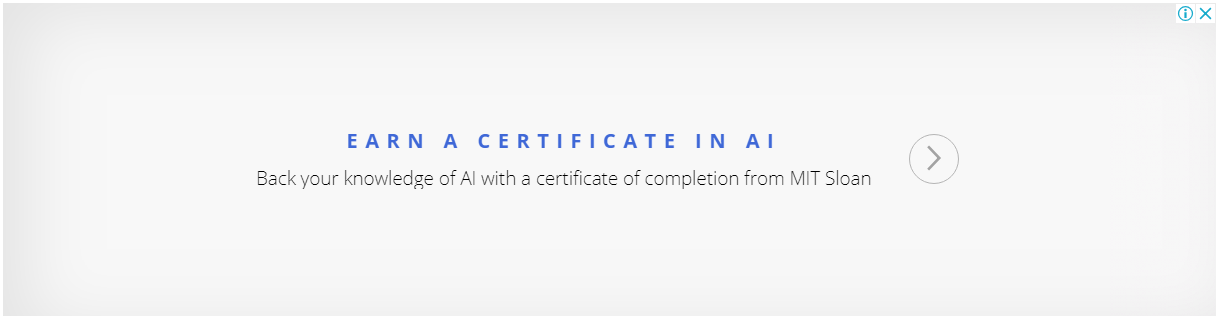 EARN A CERTIFICATE IN AI
Back your knowledge of AI with a certificate of completion from MIT Sloan